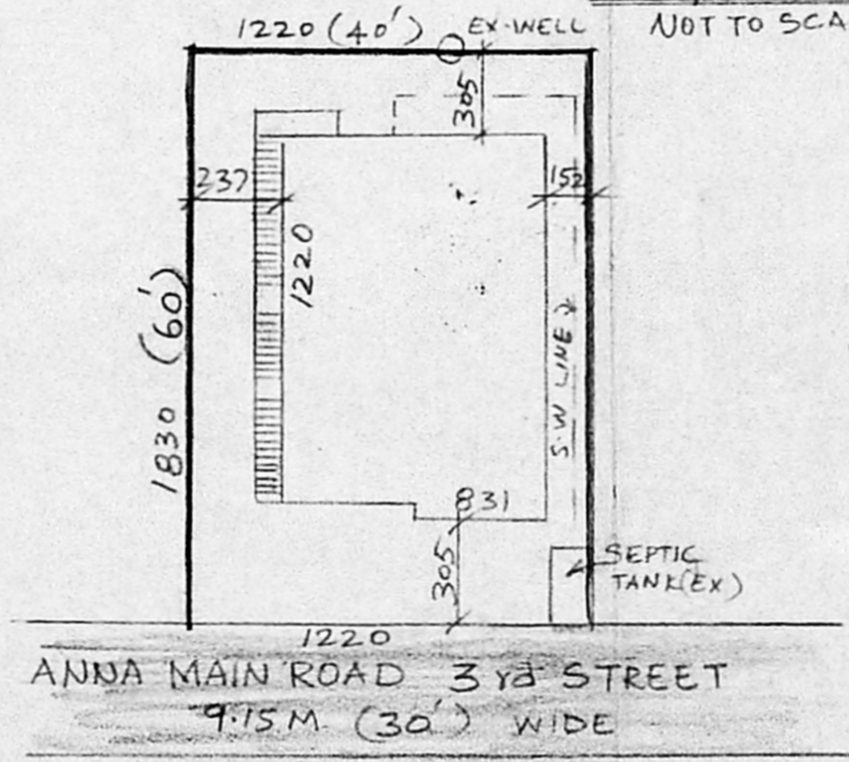 1220 (40') EX-WELL NOT TO SCA
305
237 152
1220
1830 (60')
S.W LINE
831
305
SEPTIC
TANK(EX)
1220
ANNA MAIN ROAD 3rd STREET
9.15M (30') WIDE